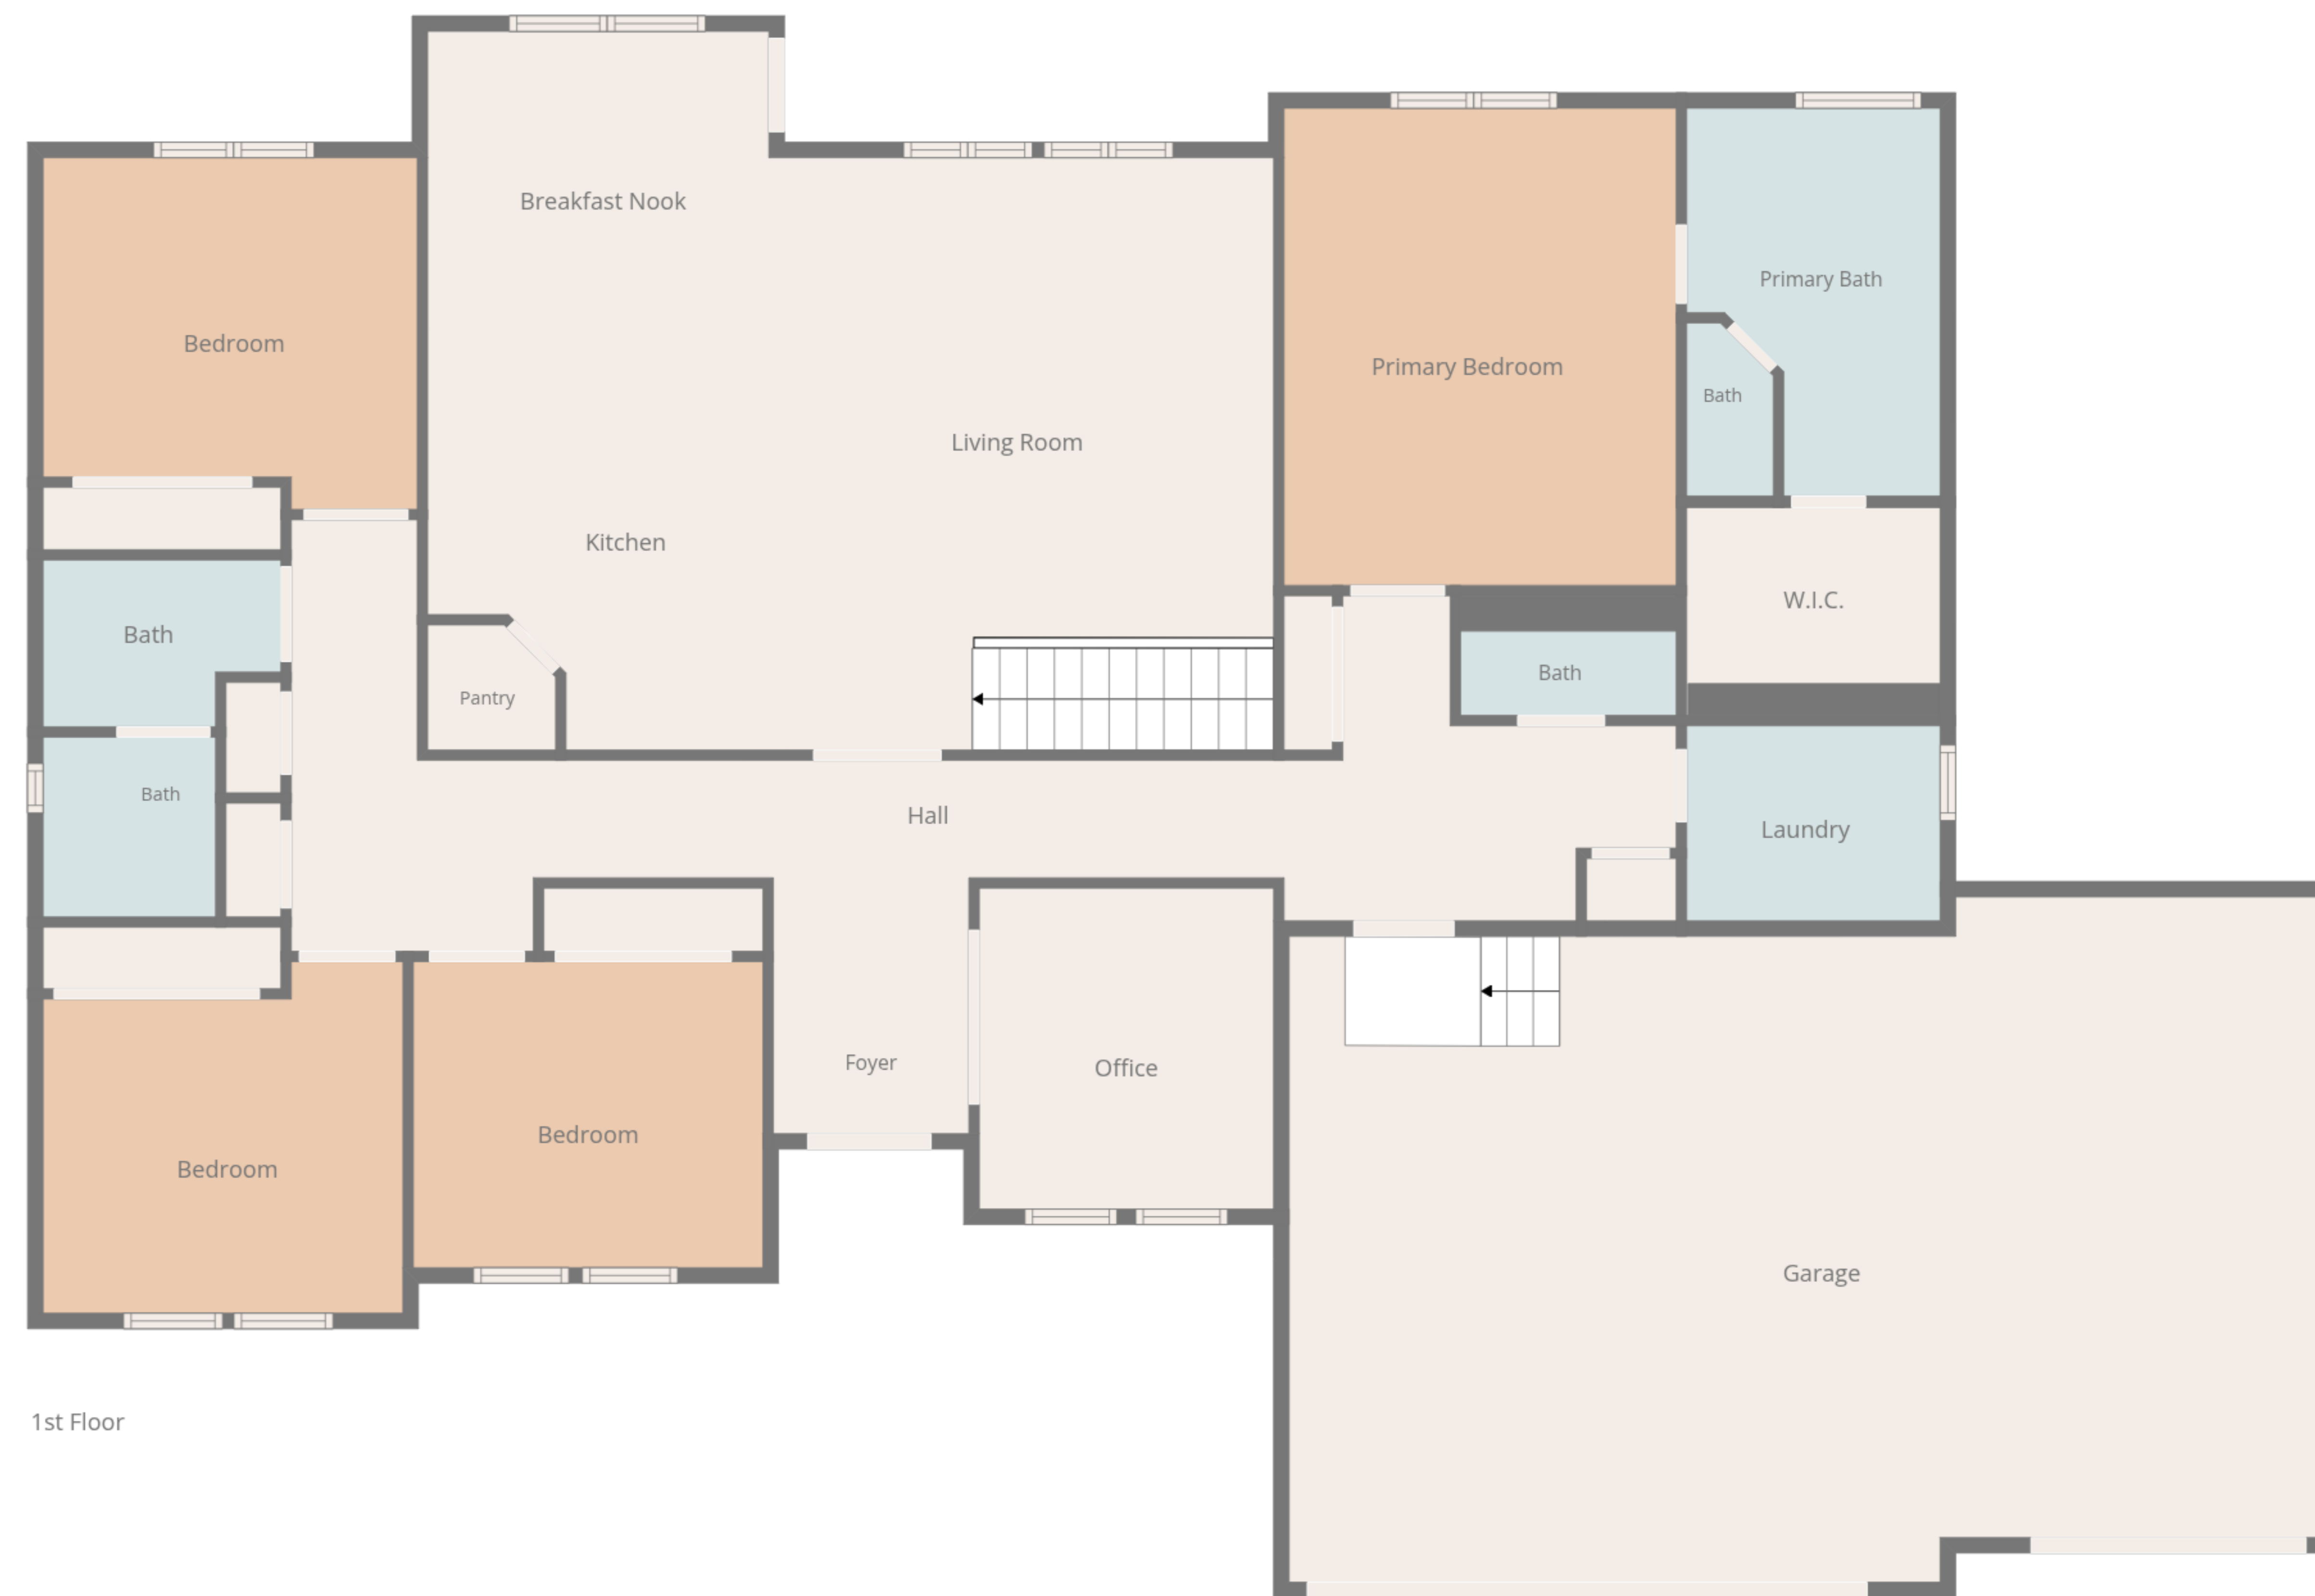 Breakfast Nook
Primary Bath
Bedroom
Primary Bedroom
Bath
Living Room
Kitchen
W.I.C.
Bath
Bath
Pantry
Bath
Hall
Laundry
Foyer
Office
Bedroom
Bedroom
Garage
1st Floor